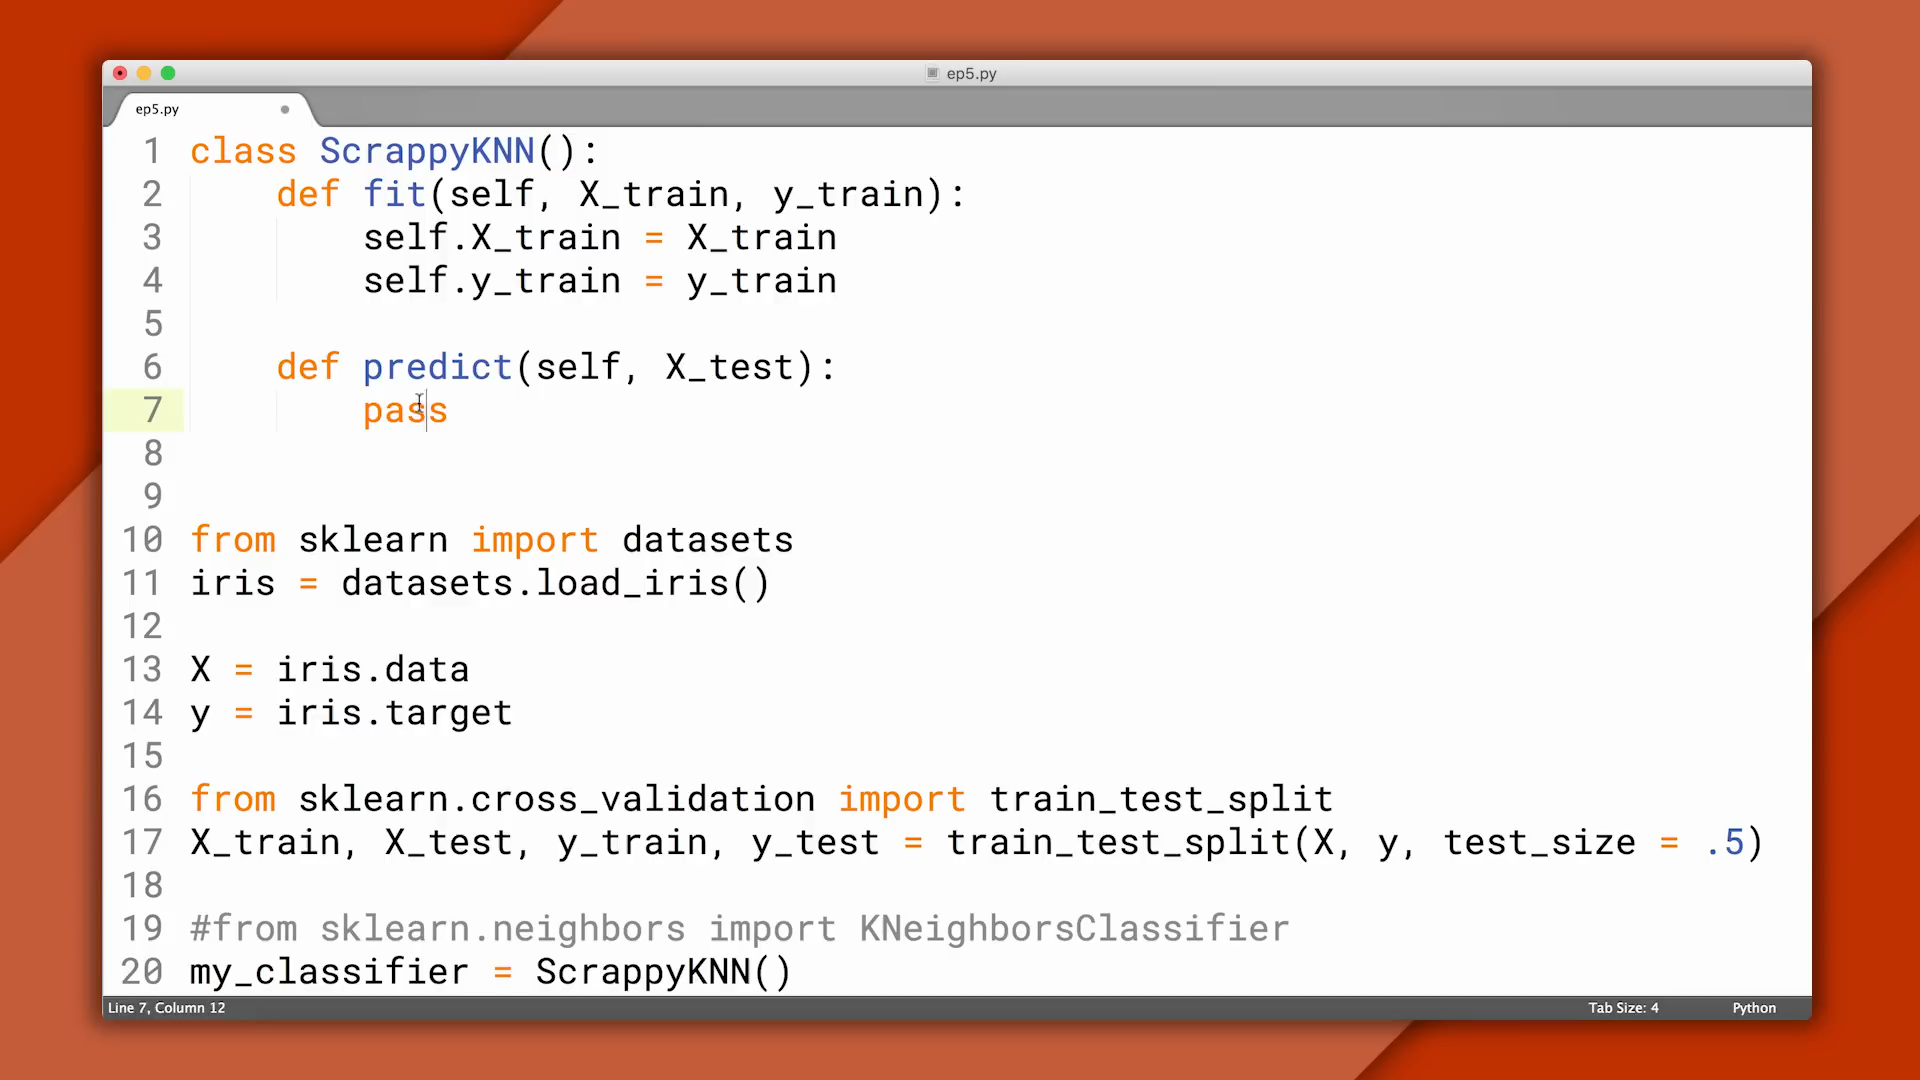 ep5.py
ep5.py
1 class ScrappyKNN():
2     def fit(self, X_train, y_train):
3         self.X_train = X_train
4         self.y_train = y_train
5
6     def predict(self, X_test):
7         pass
8
9
10 from sklearn import datasets
11 iris = datasets.load_iris()
12
13 X = iris.data
14 y = iris.target
15
16 from sklearn.cross_validation import train_test_split
17 X_train, X_test, y_train, y_test = train_test_split(X, y, test_size = .5)
18
19 #from sklearn.neighbors import KNeighborsClassifier
20 my_classifier = ScrappyKNN()
Line 7, Column 12 Tab Size: 4 Python